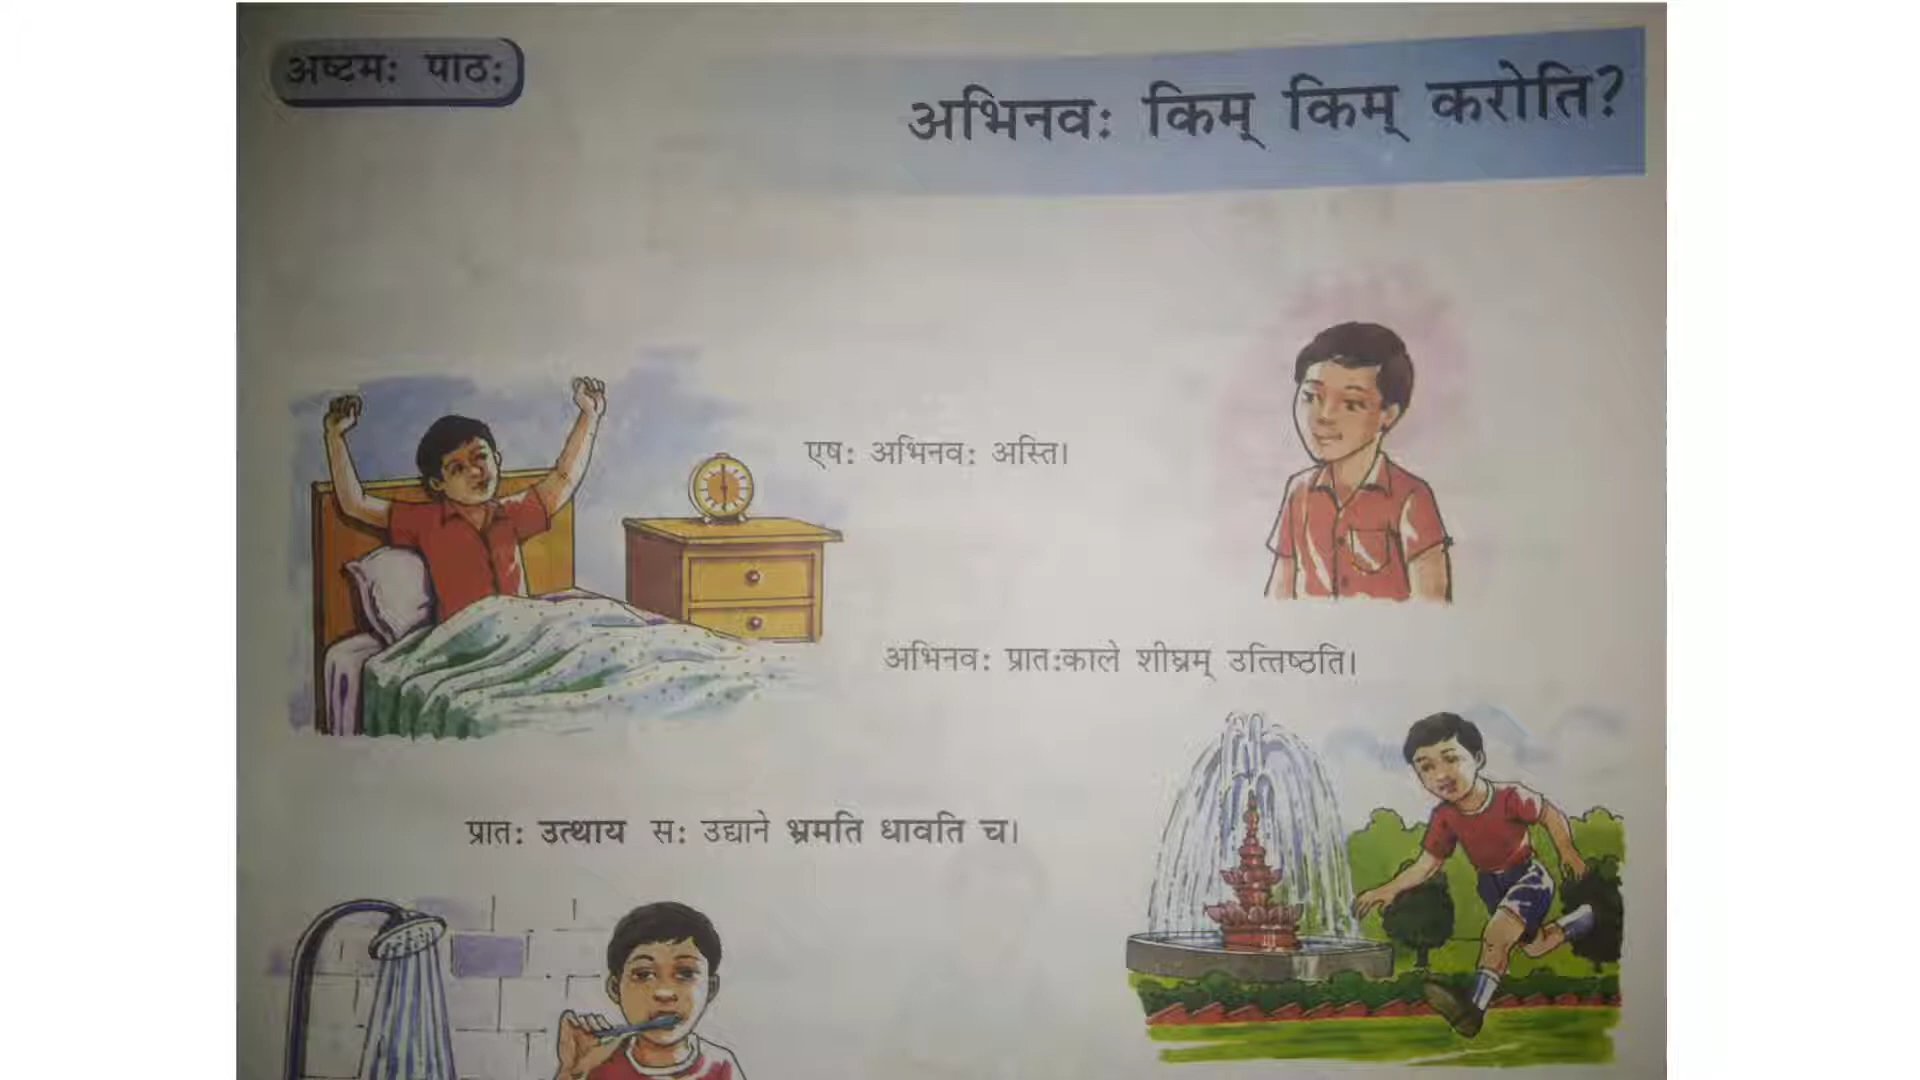 अष्टमः पाठः
अभिनवः किम् किम् करोति?
एषः अभिनवः अस्ति।
अभिनवः प्रातःकाले शीघ्रम् उत्तिष्ठति।
प्रातः उत्थाय सः उद्याने भ्रमति धावति च।